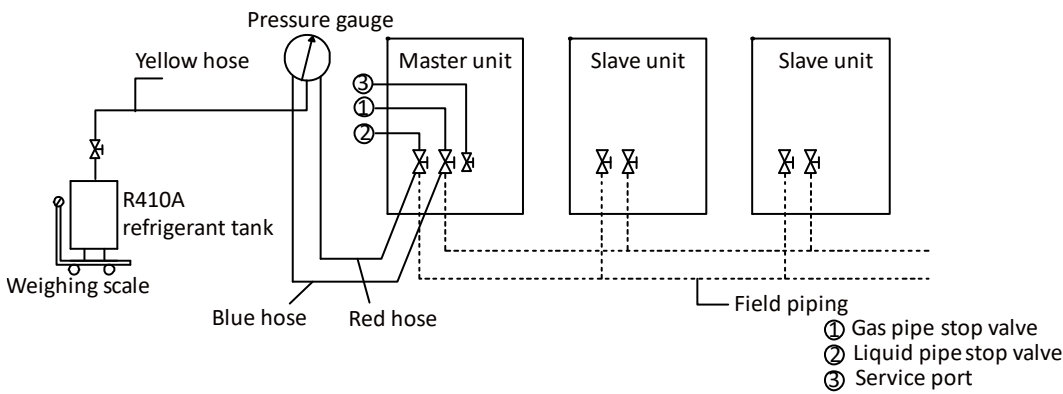 Pressure gauge
Yellow hose
Master unit
Slave unit
Slave unit
3
1
2
R410A
refrigerant tank
Weighing scale
Blue hose
Red hose
Field piping
1 Gas pipe stop valve
2 Liquid pipe stop valve
3 Service port